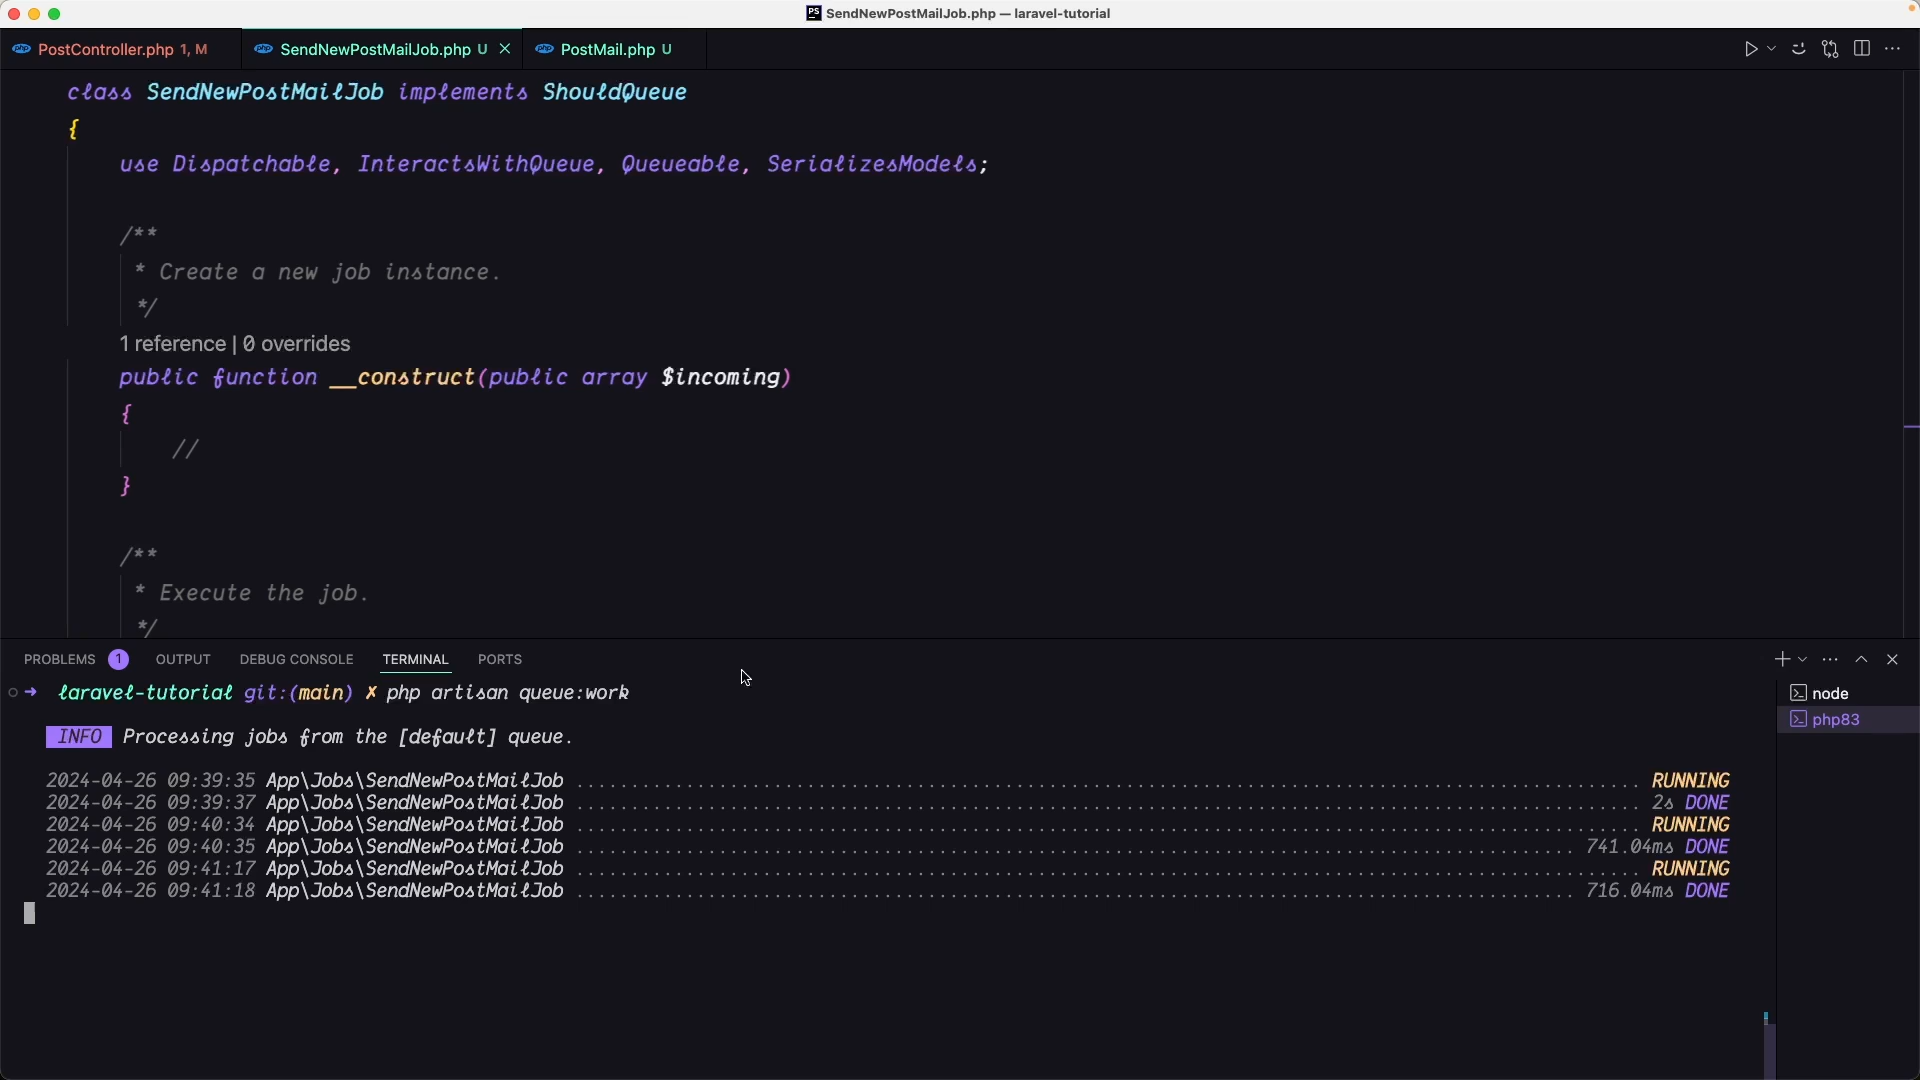 PS SendNewPostMailJob.php — laravel-tutorial
php PostController.php 1, M
php SendNewPostMailJob.php U
php PostMail.php U
class SendNewPostMailJob implements ShouldQueue
{
use Dispatchable, InteractsWithQueue, Queueable, SerializesModels;
/**
* Create a new job instance.
*/
1 reference | 0 overrides
public function __construct(public array $incoming)
{
//
}
/**
* Execute the job.
*/
PROBLEMS 1 OUTPUT DEBUG CONSOLE TERMINAL PORTS
➜ laravel-tutorial git:(main) ✗ php artisan queue:work
INFO Processing jobs from the [default] queue.
2024-04-26 09:39:35 App\Jobs\SendNewPostMailJob ........ RUNNING
2024-04-26 09:39:37 App\Jobs\SendNewPostMailJob ........ 2s DONE
2024-04-26 09:40:34 App\Jobs\SendNewPostMailJob ........ RUNNING
2024-04-26 09:40:35 App\Jobs\SendNewPostMailJob ........ 741.04ms DONE
2024-04-26 09:41:17 App\Jobs\SendNewPostMailJob ........ RUNNING
2024-04-26 09:41:18 App\Jobs\SendNewPostMailJob ........ 716.04ms DONE
node
php83